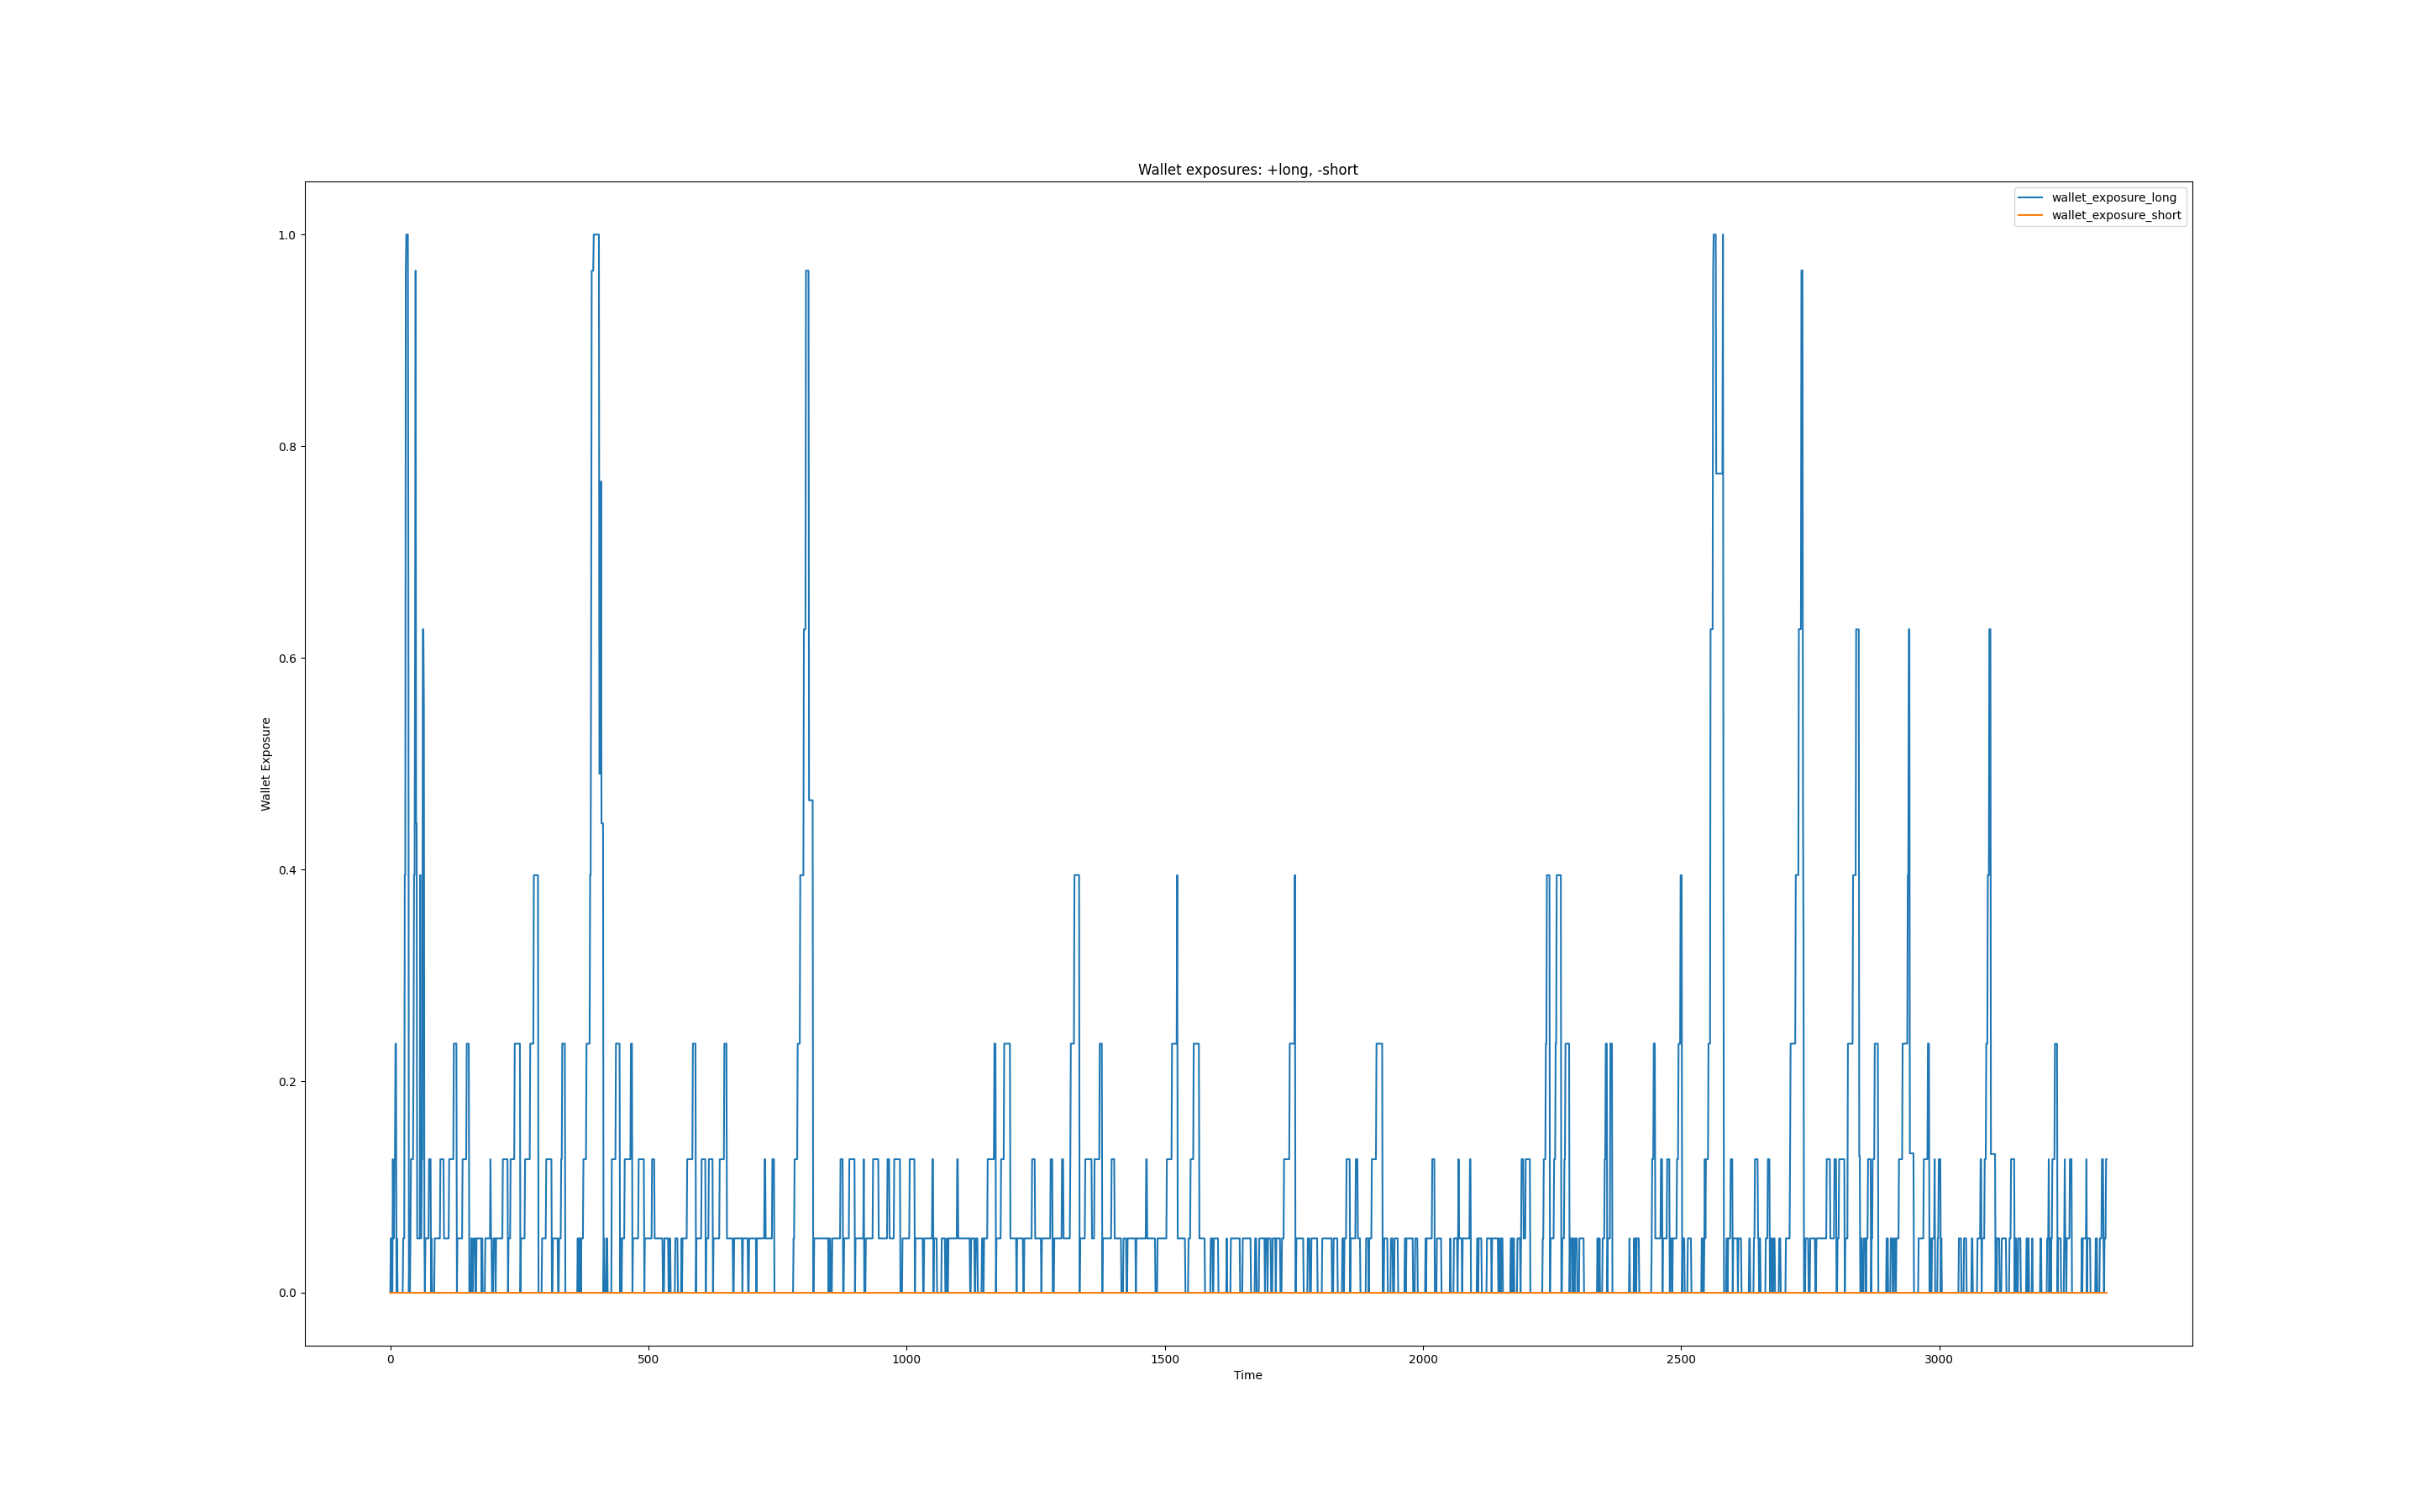 Wallet exposures: +long, -short
wallet_exposure_long
wallet_exposure_short
1.0
0.8
0.6
0.4
0.2
0.0
Wallet Exposure
0 500 1000 1500 2000 2500 3000
Time